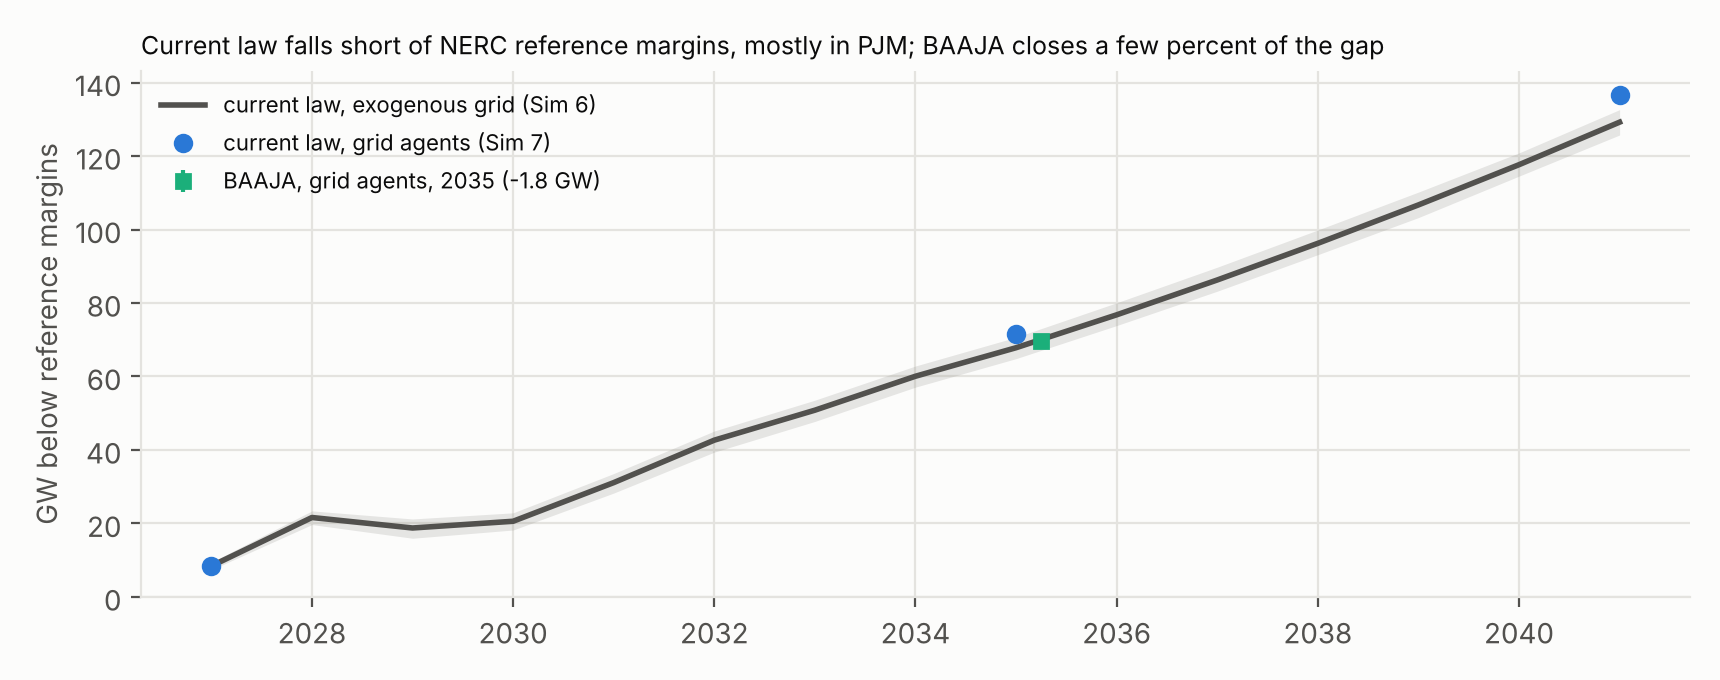 Current law falls short of NERC reference margins, mostly in PJM; BAAJA closes a few percent of the gap
GW below reference margins
140
120
100
80
60
40
20
0
current law, exogenous grid (Sim 6)
current law, grid agents (Sim 7)
BAAJA, grid agents, 2035 (-1.8 GW)
2028 2030 2032 2034 2036 2038 2040